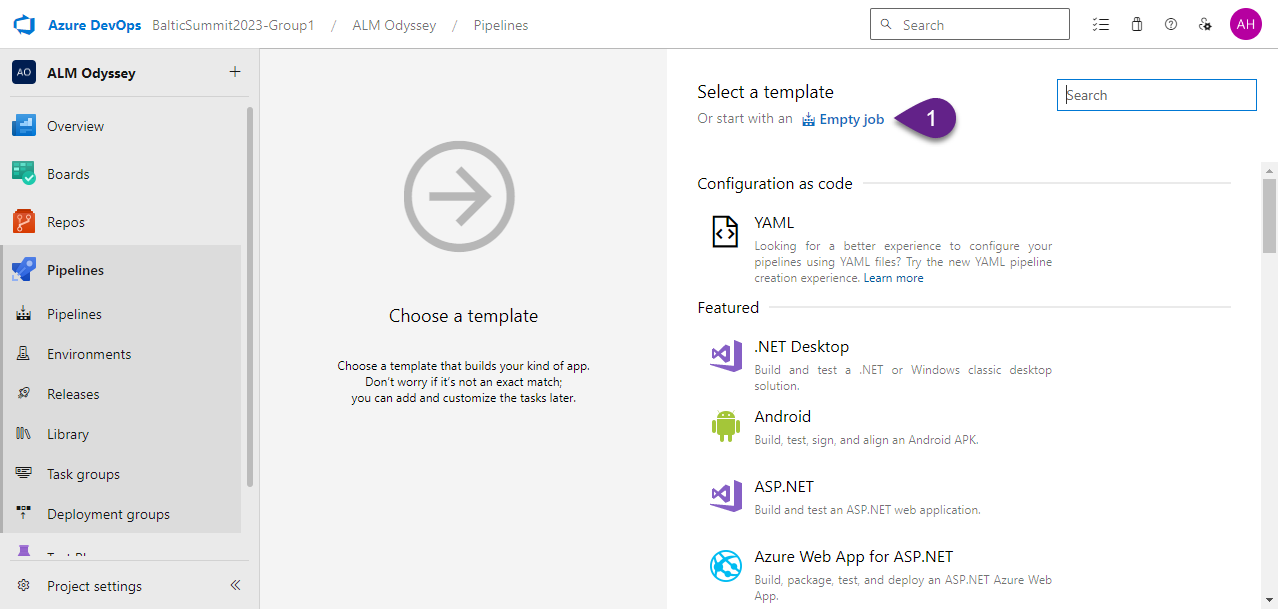 Azure DevOps BalticSummit2023-Group1 / ALM Odyssey / Pipelines
Search
AH
AO ALM Odyssey +
Overview
Boards
Repos
Pipelines
Pipelines
Environments
Releases
Library
Task groups
Deployment groups
Project settings
Choose a template
Choose a template that builds your kind of app.
Don't worry if it's not an exact match;
you can add and customize the tasks later.
Select a template
Search
Or start with an Empty job
1
Configuration as code
YAML
Looking for a better experience to configure your
pipelines using YAML files? Try the new YAML pipeline
creation experience. Learn more
Featured
.NET Desktop
Build and test a .NET or Windows classic desktop
solution.
Android
Build, test, sign, and align an Android APK.
ASP.NET
Build and test an ASP.NET web application.
Azure Web App for ASP.NET
Build, package, test, and deploy an ASP.NET Azure Web
App.